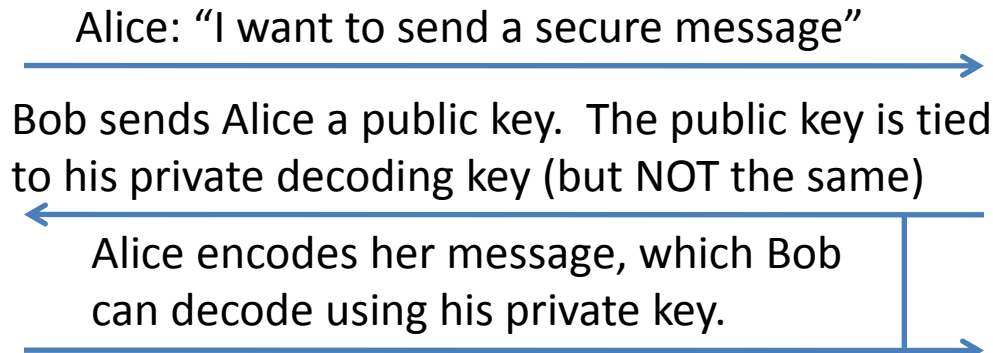 Alice: “I want to send a secure message”
Bob sends Alice a public key.  The public key is tied
to his private decoding key (but NOT the same)
Alice encodes her message, which Bob
can decode using his private key.